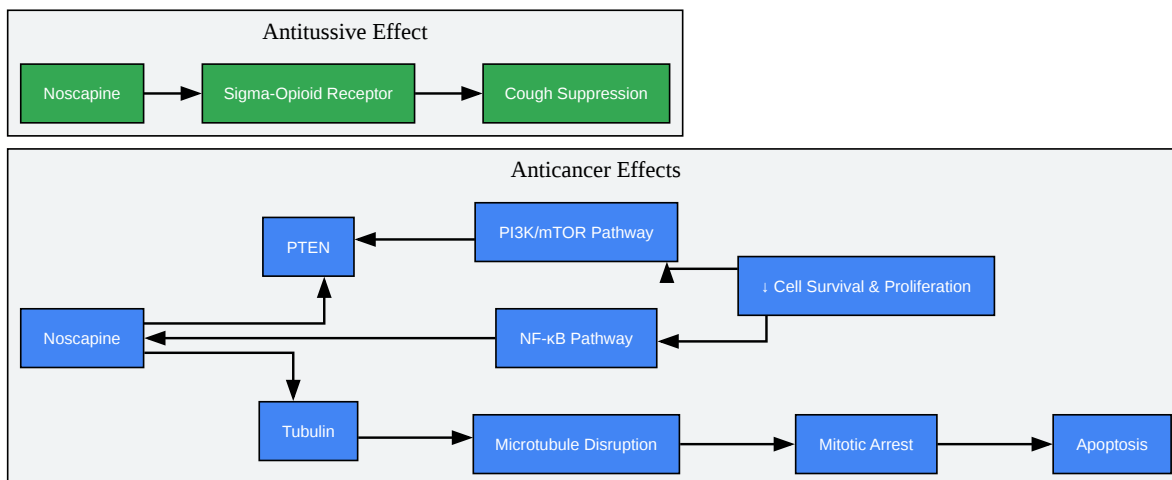 Antitussive Effect
Noscapine
Sigma-Opioid Receptor
Cough Suppression
Anticancer Effects
PI3K/mTOR Pathway
PTEN
↓ Cell Survival & Proliferation
Noscapine
NF-κB Pathway
Tubulin
Microtubule Disruption
Mitotic Arrest
Apoptosis